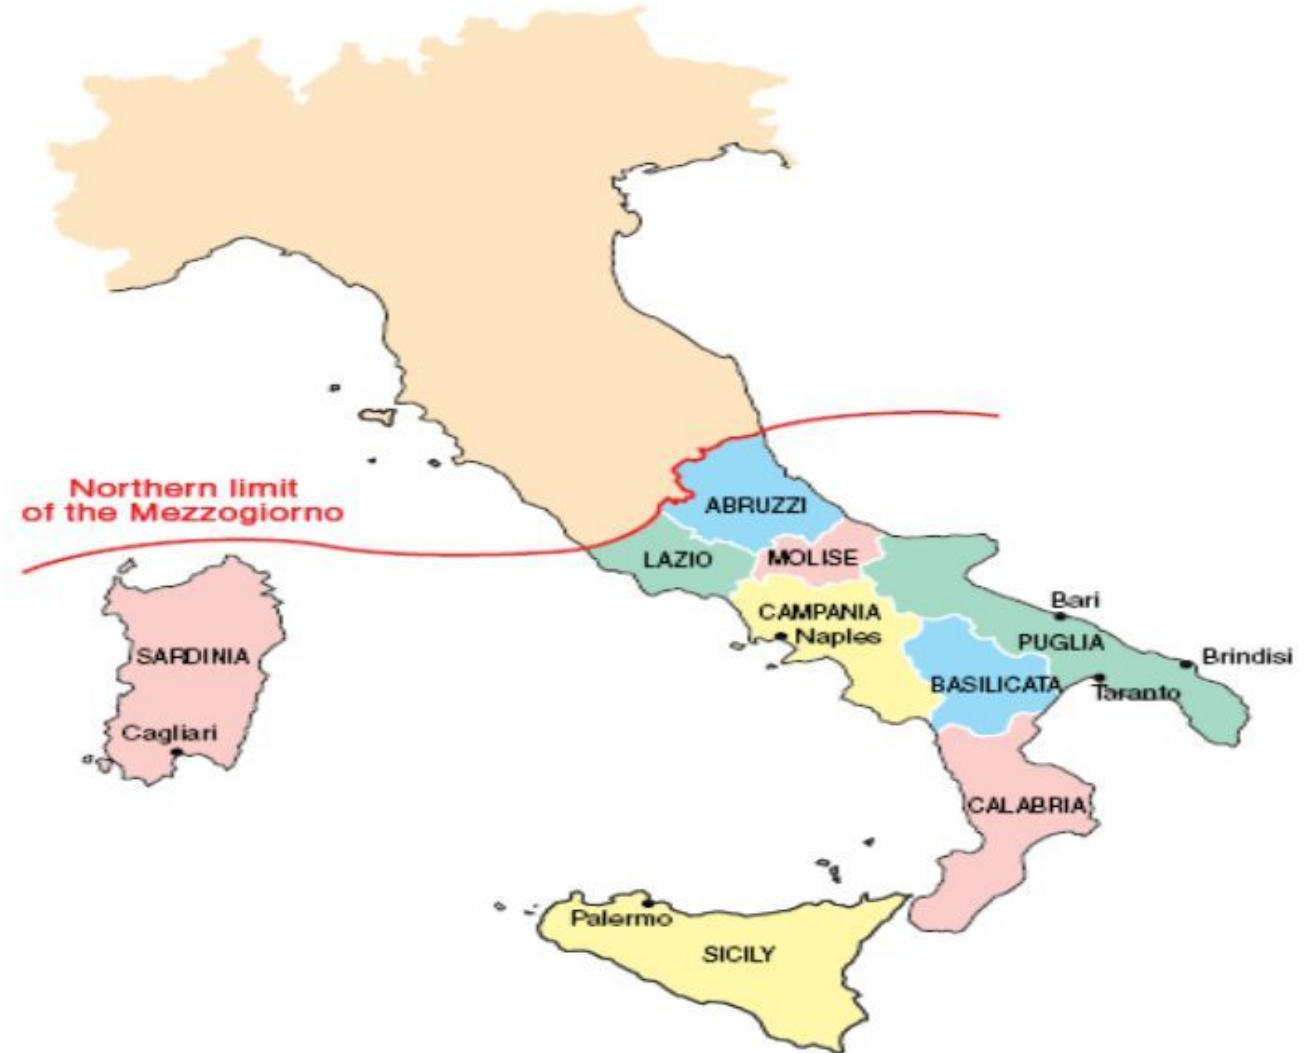 Northern limit
of the Mezzogiorno
ABRUZZI
LAZIO
MOLISE
CAMPANIA
Naples
Bari
PUGLIA
Brindisi
BASILICATA
Taranto
SARDINIA
Cagliari
CALABRIA
Palermo
SICILY